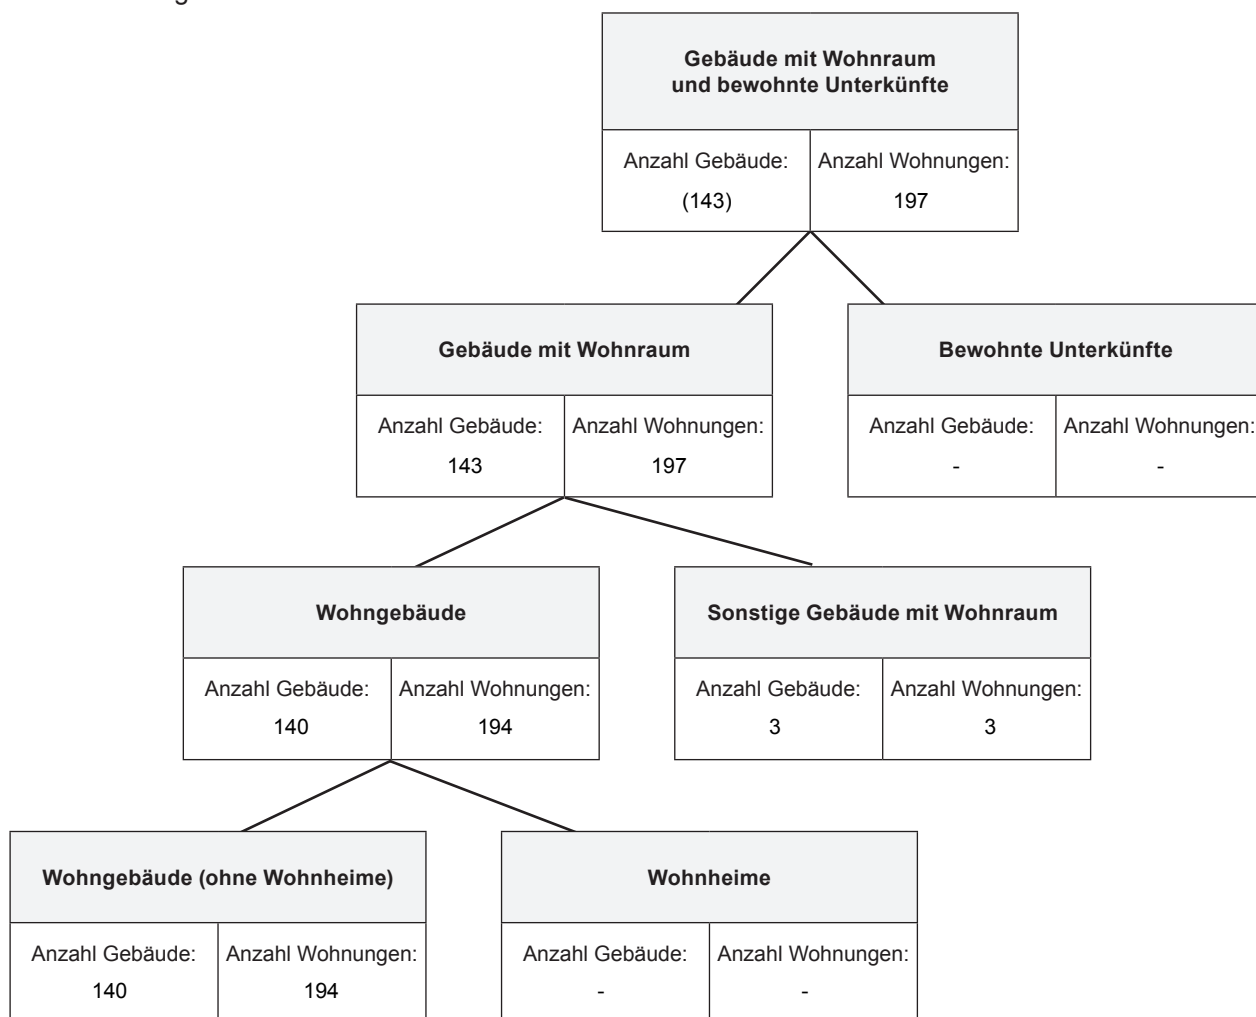 Gebäude mit Wohnraum
und bewohnte Unterkünfte
Anzahl Gebäude:
Anzahl Wohnungen:
(143)
197
Gebäude mit Wohnraum
Bewohnte Unterkünfte
Anzahl Gebäude:
Anzahl Wohnungen:
Anzahl Gebäude:
Anzahl Wohnungen:
143
197
-
-
Wohngebäude
Sonstige Gebäude mit Wohnraum
Anzahl Gebäude:
Anzahl Wohnungen:
Anzahl Gebäude:
Anzahl Wohnungen:
140
194
3
3
Wohngebäude (ohne Wohnheime)
Wohnheime
Anzahl Gebäude:
Anzahl Wohnungen:
Anzahl Gebäude:
Anzahl Wohnungen:
140
194
-
-